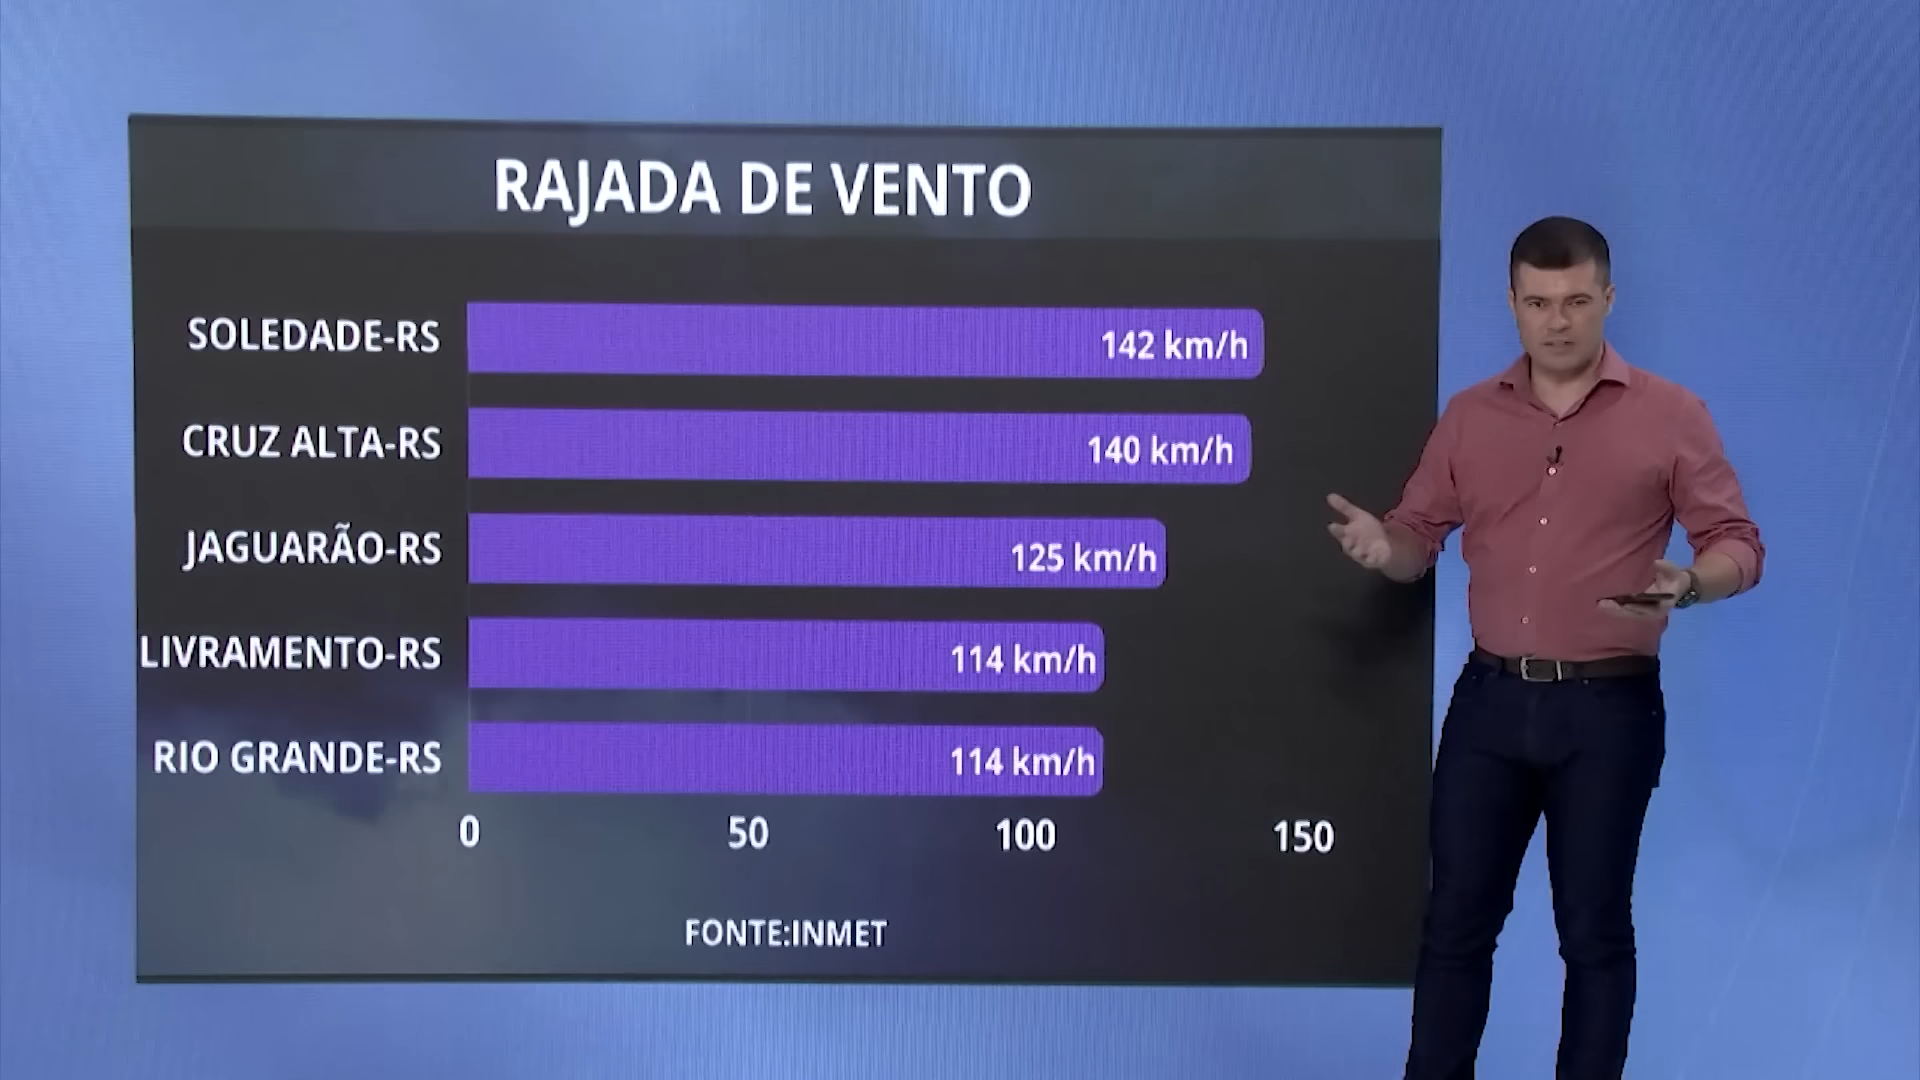 RAJADA DE VENTO
SOLEDADE-RS 142 km/h
CRUZ ALTA-RS 140 km/h
JAGUARÃO-RS 125 km/h
LIVRAMENTO-RS 114 km/h
RIO GRANDE-RS 114 km/h
0 50 100 150
FONTE:INMET